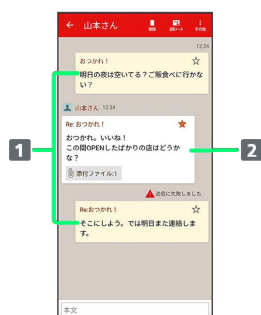 山本さん
削除
その他
12:34
おつかれ！
明日の夜は空いてる？ご飯食べに行かな
い？
山本さん 12:34
Re:おつかれ！
おつかれ。いいね！
この間OPENしたばかりの店はどうか
な？
添付ファイル:1
1
2
送信に失敗しました
Re:おつかれ！
そこにしよう。では明日また連絡しま
す。
本文